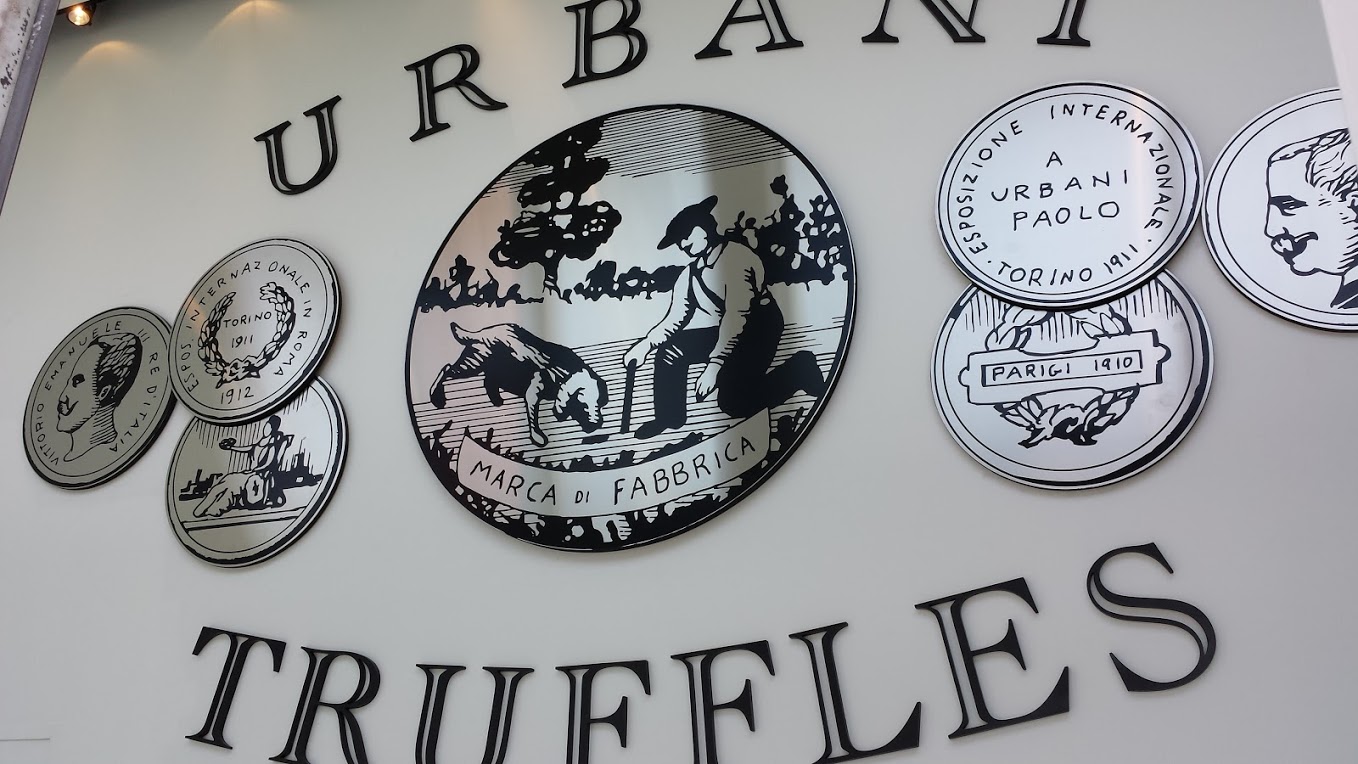 URBANI
VITTORIO EMANUELE III RE D'ITALIA
ESPOS. INTERNAZIONALE IN ROMA
TORINO
1911
1912
MARCA DI FABBRICA
ESPOSIZIONE INTERNAZIONALE
A
URBANI
PAOLO
TORINO 1911
PARIGI 1910
TRUFFLES